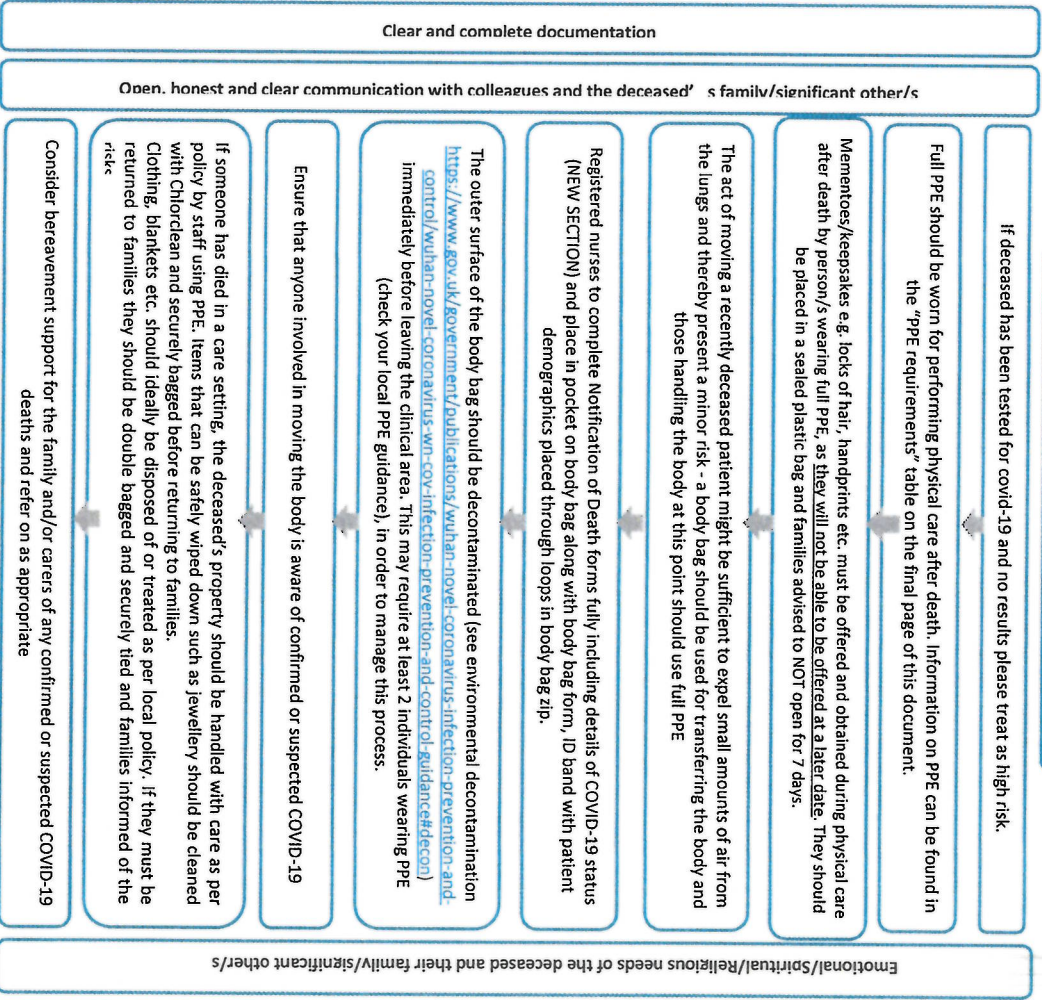 Clear and complete documentation
Open, honest and clear communication with colleagues and the deceased' s family/significant other/s
If deceased has been tested for covid-19 and no results please treat as high risk.
Full PPE should be worn for performing physical care after death. Information on PPE can be found in
the "PPE requirements" table on the final page of this document.
Mementoes/keepsakes e.g. locks of hair, handprints etc. must be offered and obtained during physical care
after death by person/s wearing full PPE, as they will not be able to be offered at a later date. They should
be placed in a sealed plastic bag and families advised to NOT open for 7 days.
The act of moving a recently deceased patient might be sufficient to expel small amounts of air from
the lungs and thereby present a minor risk - a body bag should be used for transferring the body and
those handling the body at this point should use full PPE
Registered nurses to complete Notification of Death forms fully including details of COVID-19 status
(NEW SECTION) and place in pocket on body bag along with body bag form, ID band with patient
demographics placed through loops in body bag zip.
The outer surface of the body bag should be decontaminated (see environmental decontamination
https://www.gov.uk/government/publications/wuhan-novel-coronavirus-infection-prevention-and-
control/wuhan-novel-coronavirus-wn-cov-infection-prevention-and-control-guidance#decon)
immediately before leaving the clinical area. This may require at least 2 individuals wearing PPE
(check your local PPE guidance), in order to manage this process.
Ensure that anyone involved in moving the body is aware of confirmed or suspected COVID-19
If someone has died in a care setting, the deceased's property should be handled with care as per
policy by staff using PPE. Items that can be safely wiped down such as jewellery should be cleaned
with Chlorclean and securely bagged before returning to families.
Clothing, blankets etc. should ideally be disposed of or treated as per local policy. If they must be
returned to families they should be double bagged and securely tied and families informed of the
risks
Consider bereavement support for the family and/or carers of any confirmed or suspected COVID-19
deaths and refer on as appropriate
Emotional/Spiritual/Religious needs of the deceased and their family/significant other/s